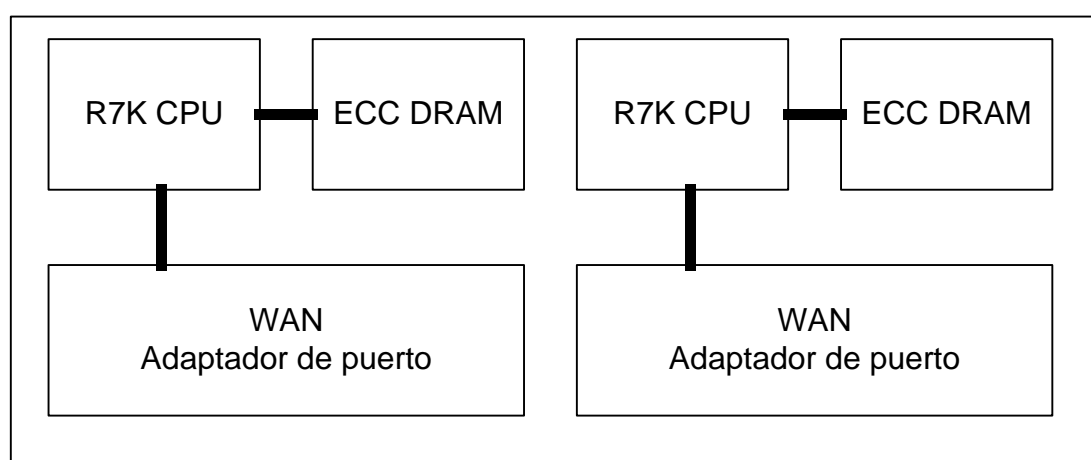 R7K CPU
ECC DRAM
R7K CPU
ECC DRAM
WAN
Adaptador de puerto
WAN
Adaptador de puerto